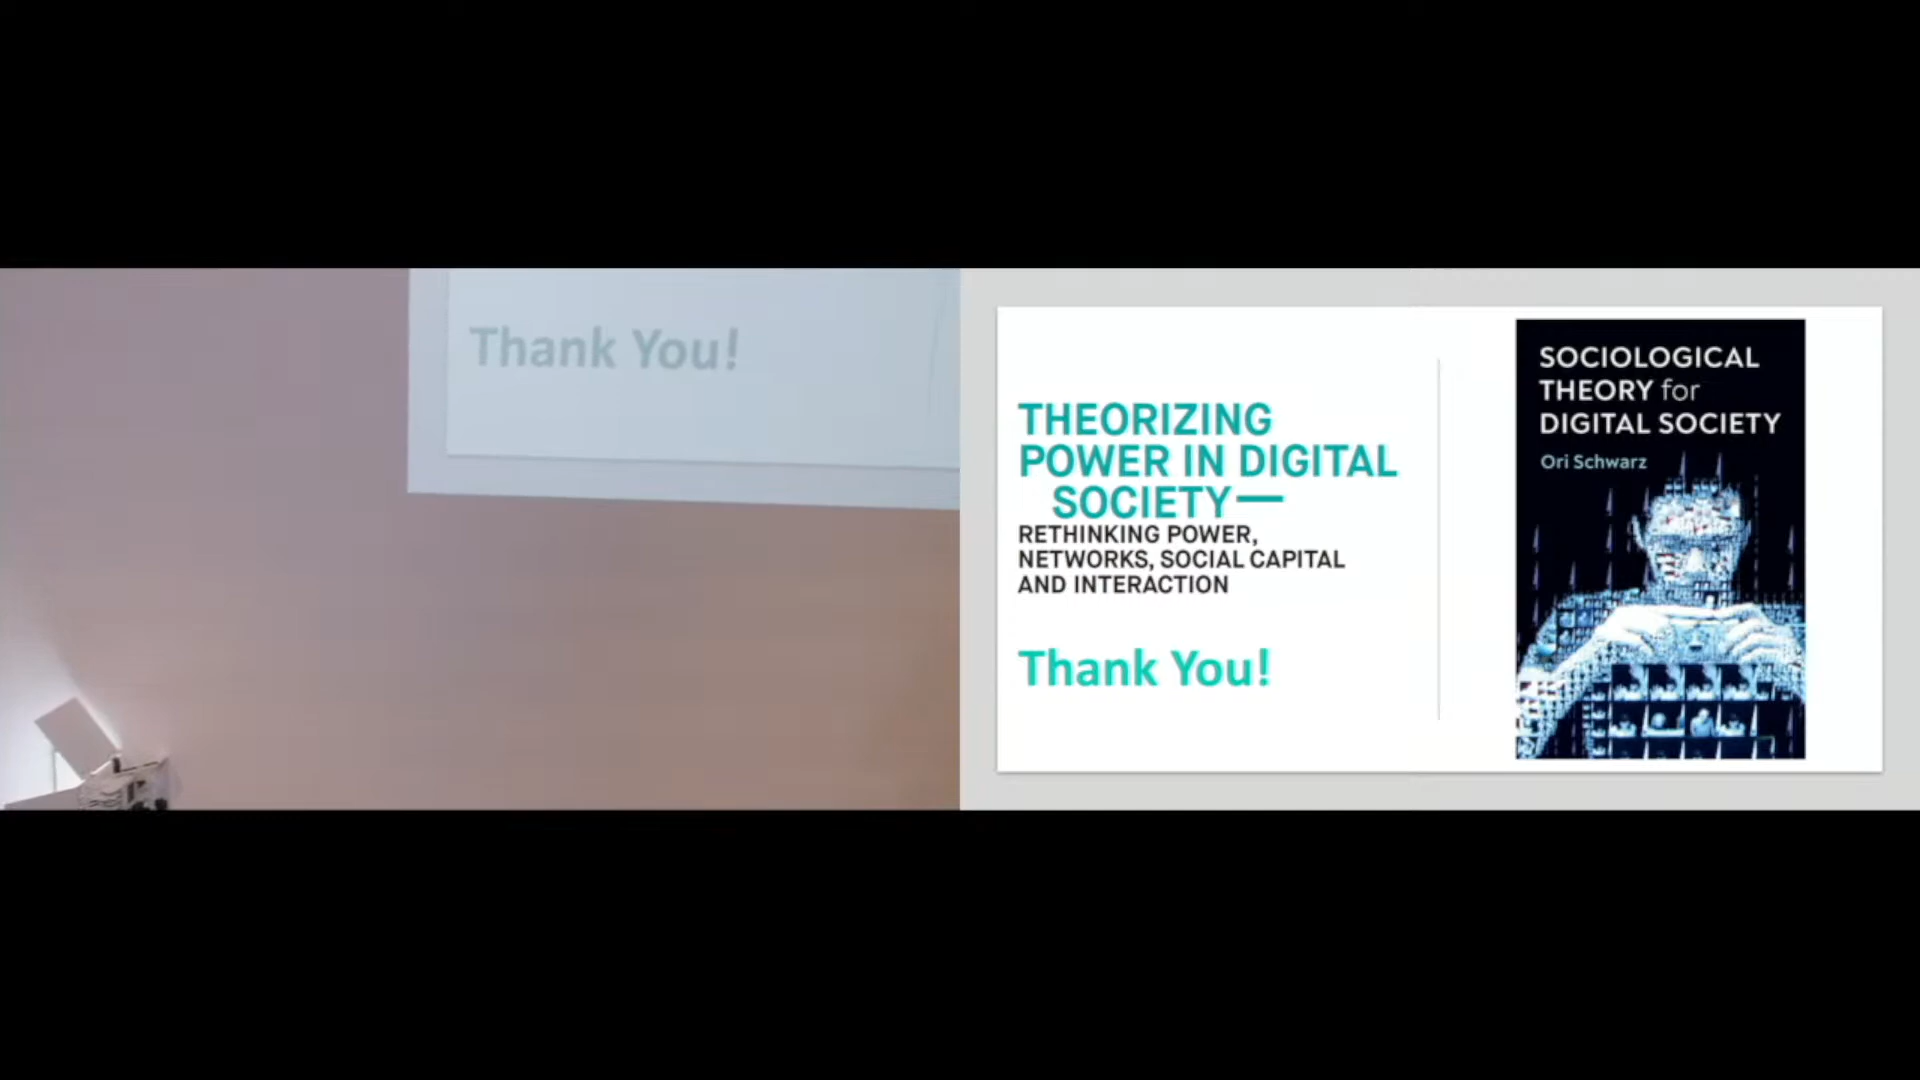 Thank You!
THEORIZING
POWER IN DIGITAL
SOCIETY—
RETHINKING POWER,
NETWORKS, SOCIAL CAPITAL
AND INTERACTION
Thank You!
SOCIOLOGICAL
THEORY for
DIGITAL SOCIETY
Ori Schwarz